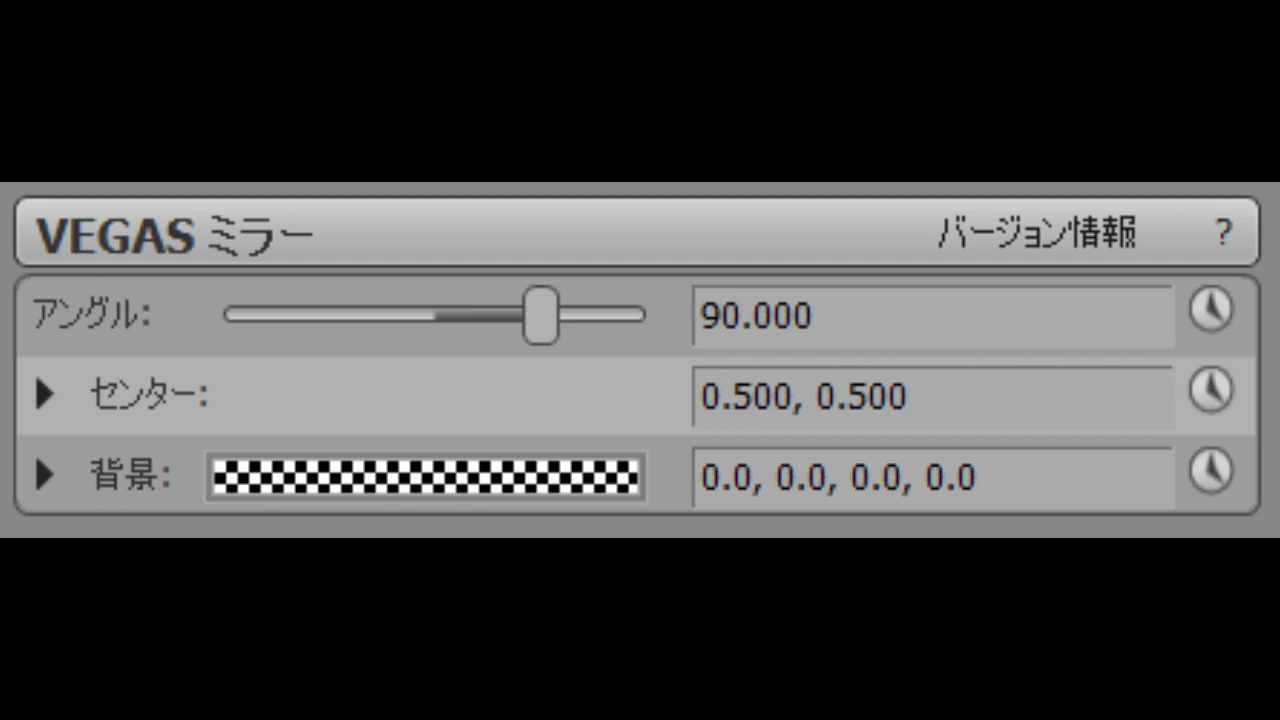 VEGAS ミラー バージョン情報 ?
アングル: 90.000
センター: 0.500, 0.500
背景: 0.0, 0.0, 0.0, 0.0